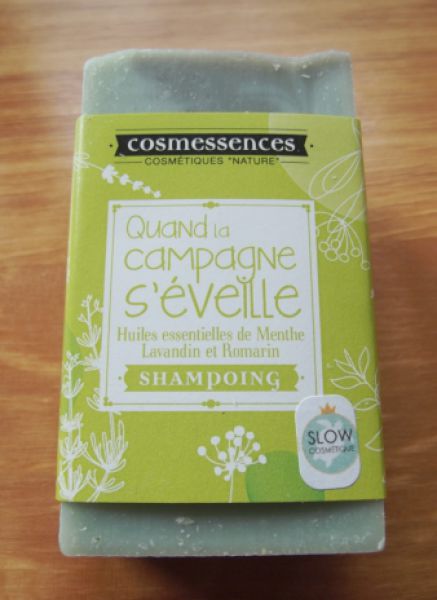 cosmessences
COSMÉTIQUES "NATURE"
Quand la
campagne
s'éveille
Huiles essentielles de Menthe
Lavandin et Romarin
SHAMPOING
SLOW
COSMÉTIQUE